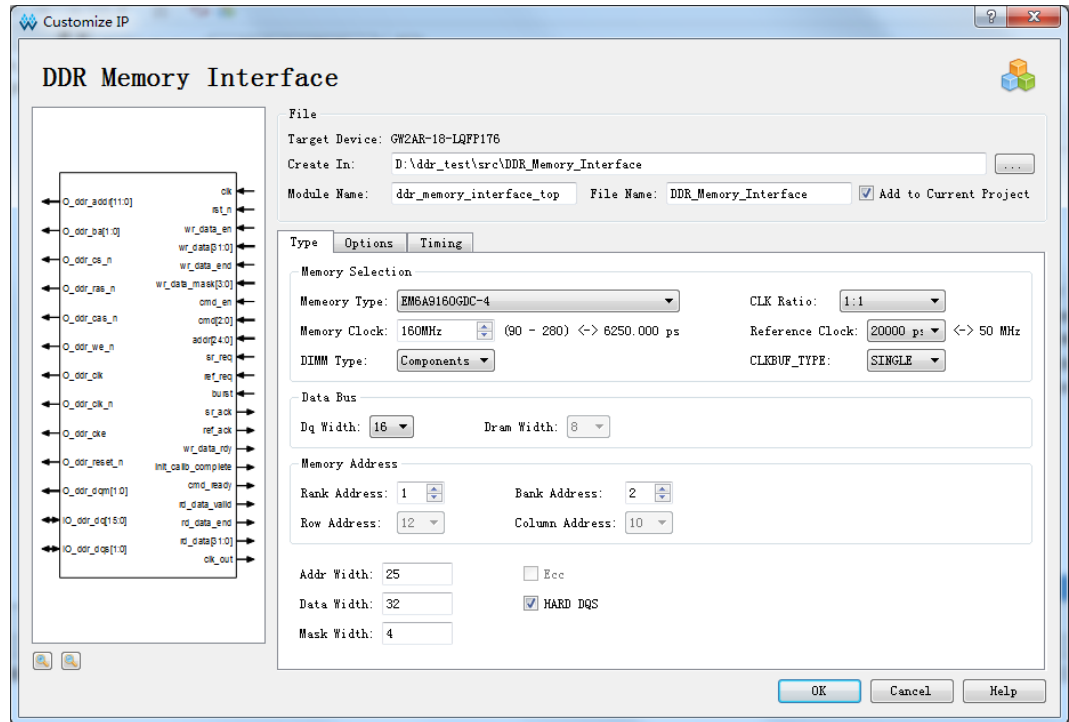 Customize IP
DDR Memory Interface
O_ddr_addr[11:0]
O_ddr_ba[1:0]
O_ddr_cs_n
O_ddr_ras_n
O_ddr_cas_n
O_ddr_we_n
O_ddr_clk
O_ddr_clk_n
O_ddr_cke
O_ddr_reset_n
O_ddr_dqm[1:0]
IO_ddr_dq[15:0]
IO_ddr_dqs[1:0]
clk
rst_n
wr_data_en
wr_data[31:0]
wr_data_end
wr_data_mask[3:0]
cmd_en
cmd[2:0]
addr[24:0]
sr_req
ref_req
burst
sr_ack
ref_ack
wr_data_rdy
init_calib_complete
cmd_ready
rd_data_valid
rd_data_end
rd_data[31:0]
clk_out
File
Target Device: GW2AR-18-LQFP176
Create In: D:\ddr_test\src\DDR_Memory_Interface ...
Module Name: ddr_memory_interface_top File Name: DDR_Memory_Interface Add to Current Project
Type Options Timing
Memory Selection
Memeory Type: EM6A9160GDC-4 CLK Ratio: 1:1
Memory Clock: 160MHz (90 - 280) <-> 6250.000 ps Reference Clock: 20000 ps <-> 50 MHz
DIMM Type: Components CLKBUF_TYPE: SINGLE
Data Bus
Dq Width: 16 Dram Width: 8
Memory Address
Rank Address: 1 Bank Address: 2
Row Address: 12 Column Address: 10
Addr Width: 25 Ecc
Data Width: 32 HARD DQS
Mask Width: 4
OK Cancel Help